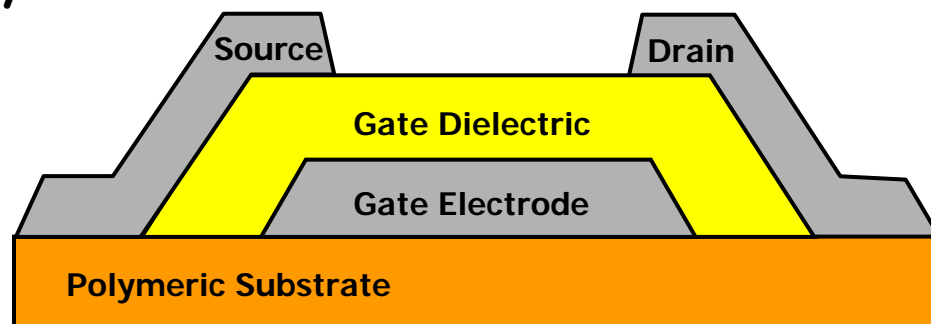 Source
Drain
Gate Dielectric
Gate Electrode
Polymeric Substrate